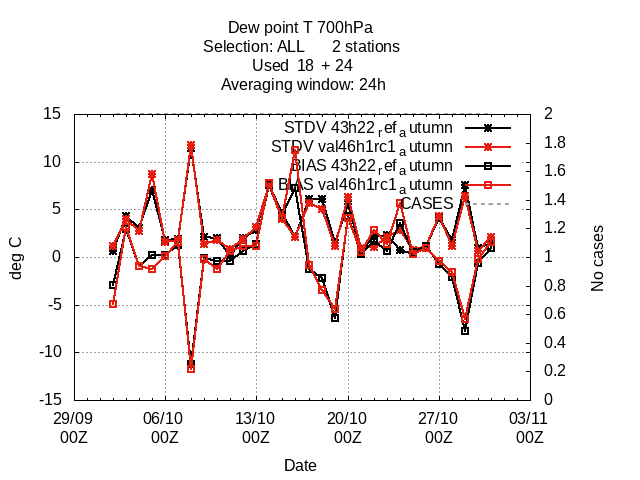 Dew point T 700hPa
Selection: ALL 2 stations
Used 18 + 24
Averaging window: 24h
STDV 43h22_ref_autumn
STDV val46h1rc1_autumn
BIAS 43h22_ref_autumn
BIAS val46h1rc1_autumn
CASES
deg C
15
10
5
0
-5
-10
-15
No cases
2
1.8
1.6
1.4
1.2
1
0.8
0.6
0.4
0.2
0
29/09 06/10 13/10 20/10 27/10 03/11
00Z 00Z 00Z 00Z 00Z 00Z
Date